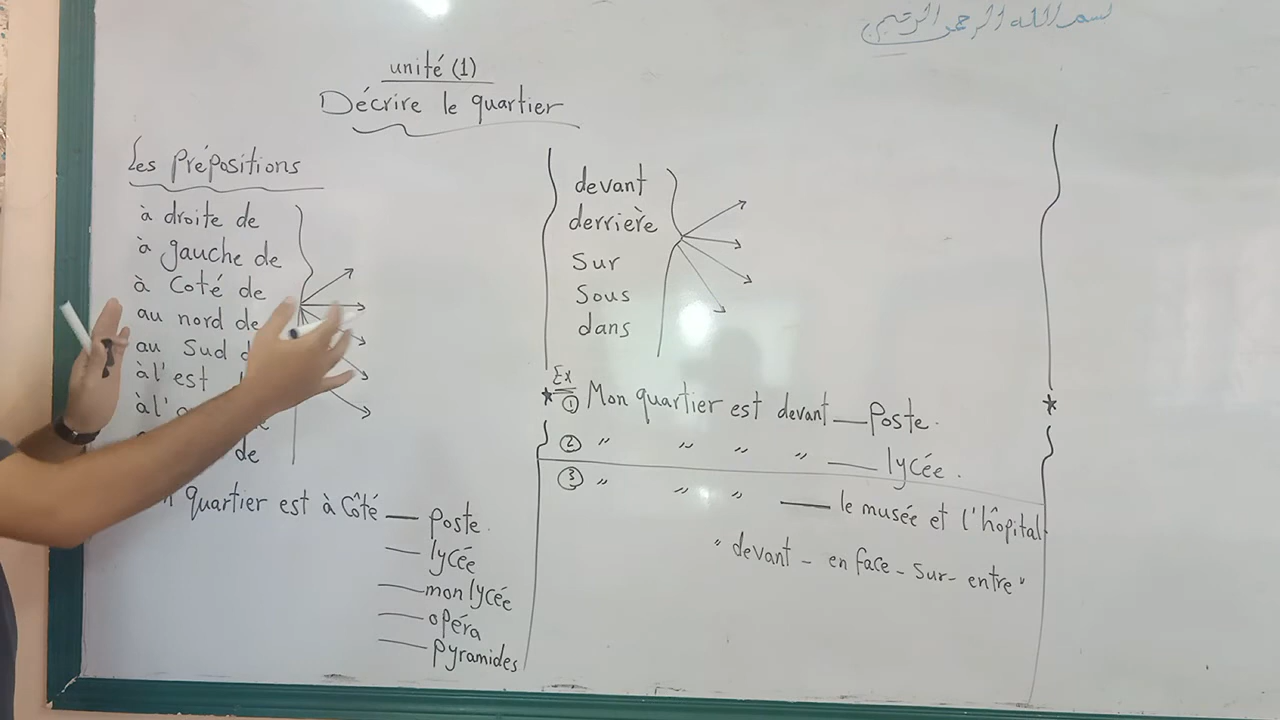 بسم الله الرحمن الرحيم
unité (1)
Décrire le quartier
Les prépositions
à droite de
à gauche de
à Coté de
au nord de
au Sud
à l'est
à l'
de
quartier est à Côté — poste.
— lycée
— mon lycée
— opéra
— pyramides
devant
derrière
Sur
Sous
dans
Ex
① Mon quartier est devant — Poste.
② " " " " — lycée.
③ " " " — le musée et l'hôpital
" devant - en face - Sur - entre "